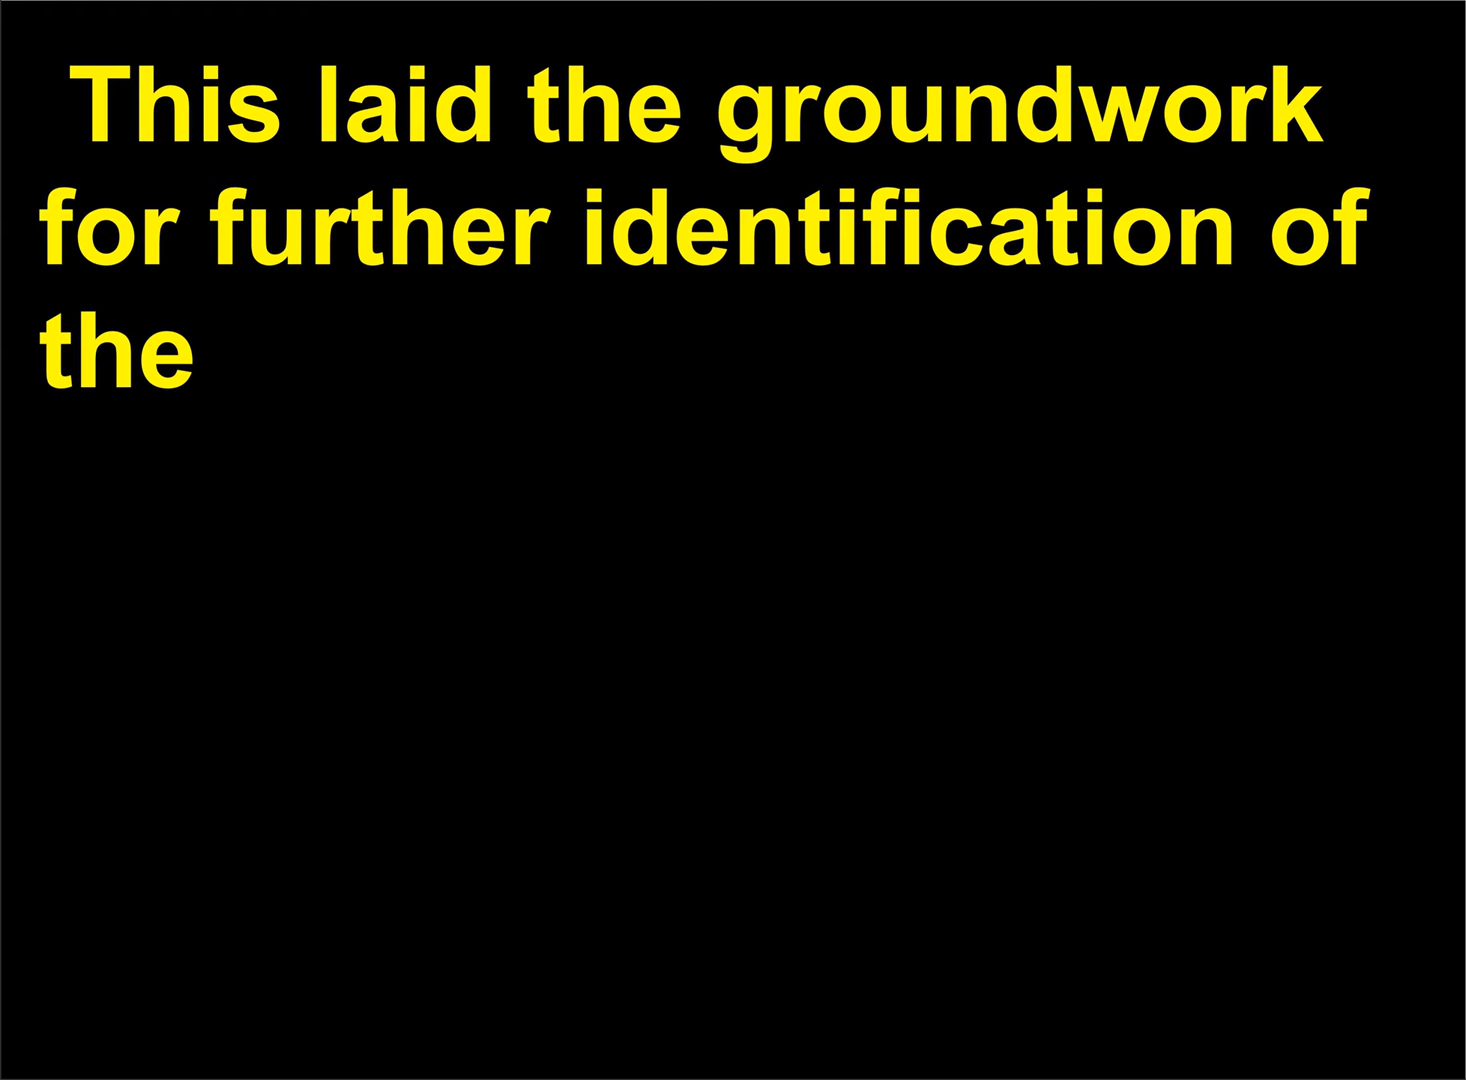 This laid the groundwork
for further identification of
the